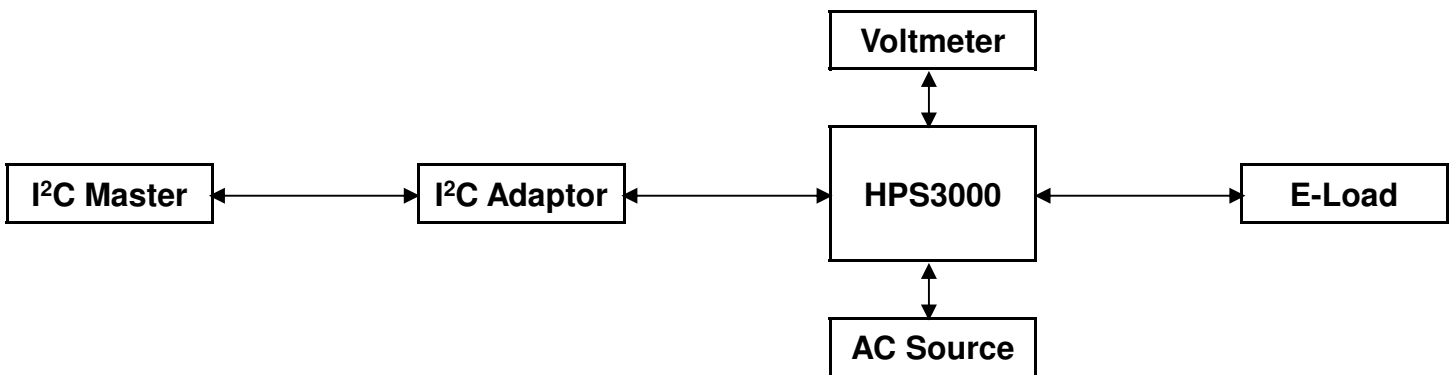 Voltmeter
I²C Master
I²C Adaptor
HPS3000
E-Load
AC Source